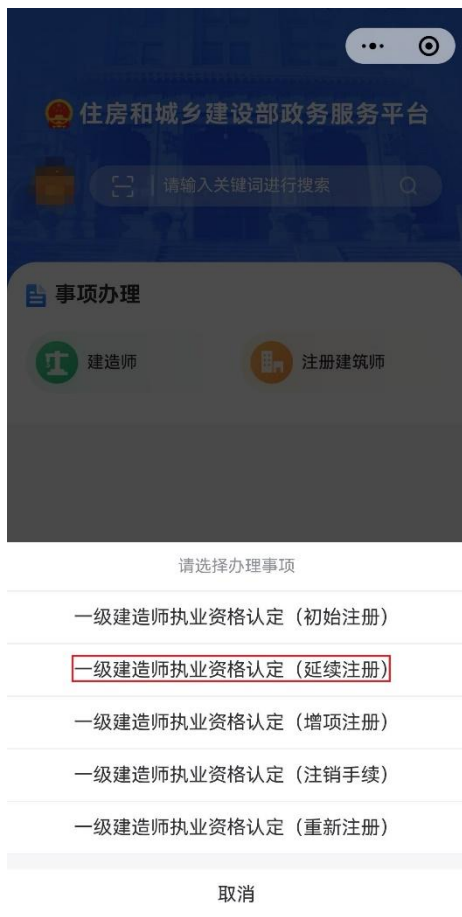 住房和城乡建设部政务服务平台
请输入关键词进行搜索
事项办理
建造师
注册建筑师
请选择办理事项
一级建造师执业资格认定（初始注册）
一级建造师执业资格认定（延续注册）
一级建造师执业资格认定（增项注册）
一级建造师执业资格认定（注销手续）
一级建造师执业资格认定（重新注册）
取消